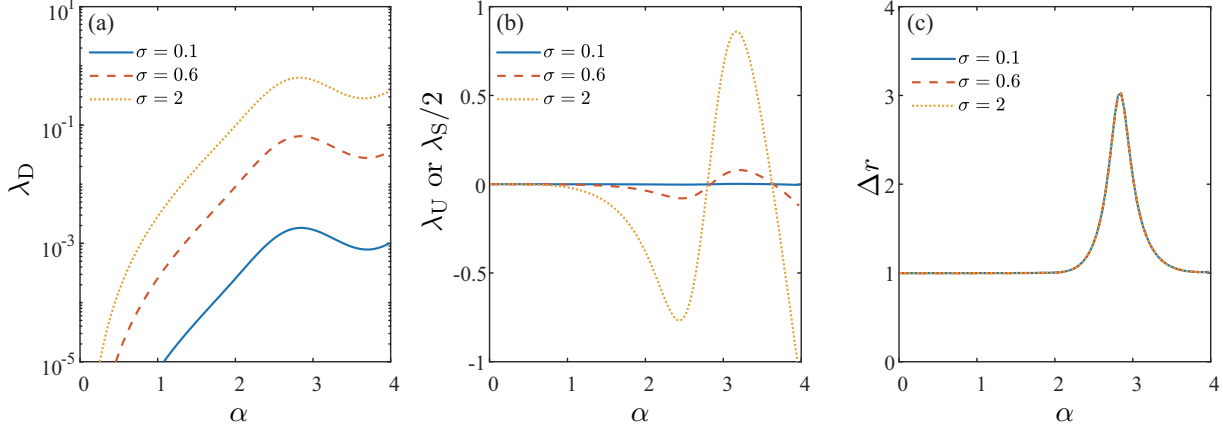 (a)
σ = 0.1
σ = 0.6
σ = 2
10^1
10^-1
10^-3
10^-5
λ_D
0 1 2 3 4
α
(b)
σ = 0.1
σ = 0.6
σ = 2
1
0.5
0
-0.5
-1
λ_U or λ_S/2
0 1 2 3 4
α
(c)
σ = 0.1
σ = 0.6
σ = 2
4
3
2
1
0
Δr
0 1 2 3 4
α